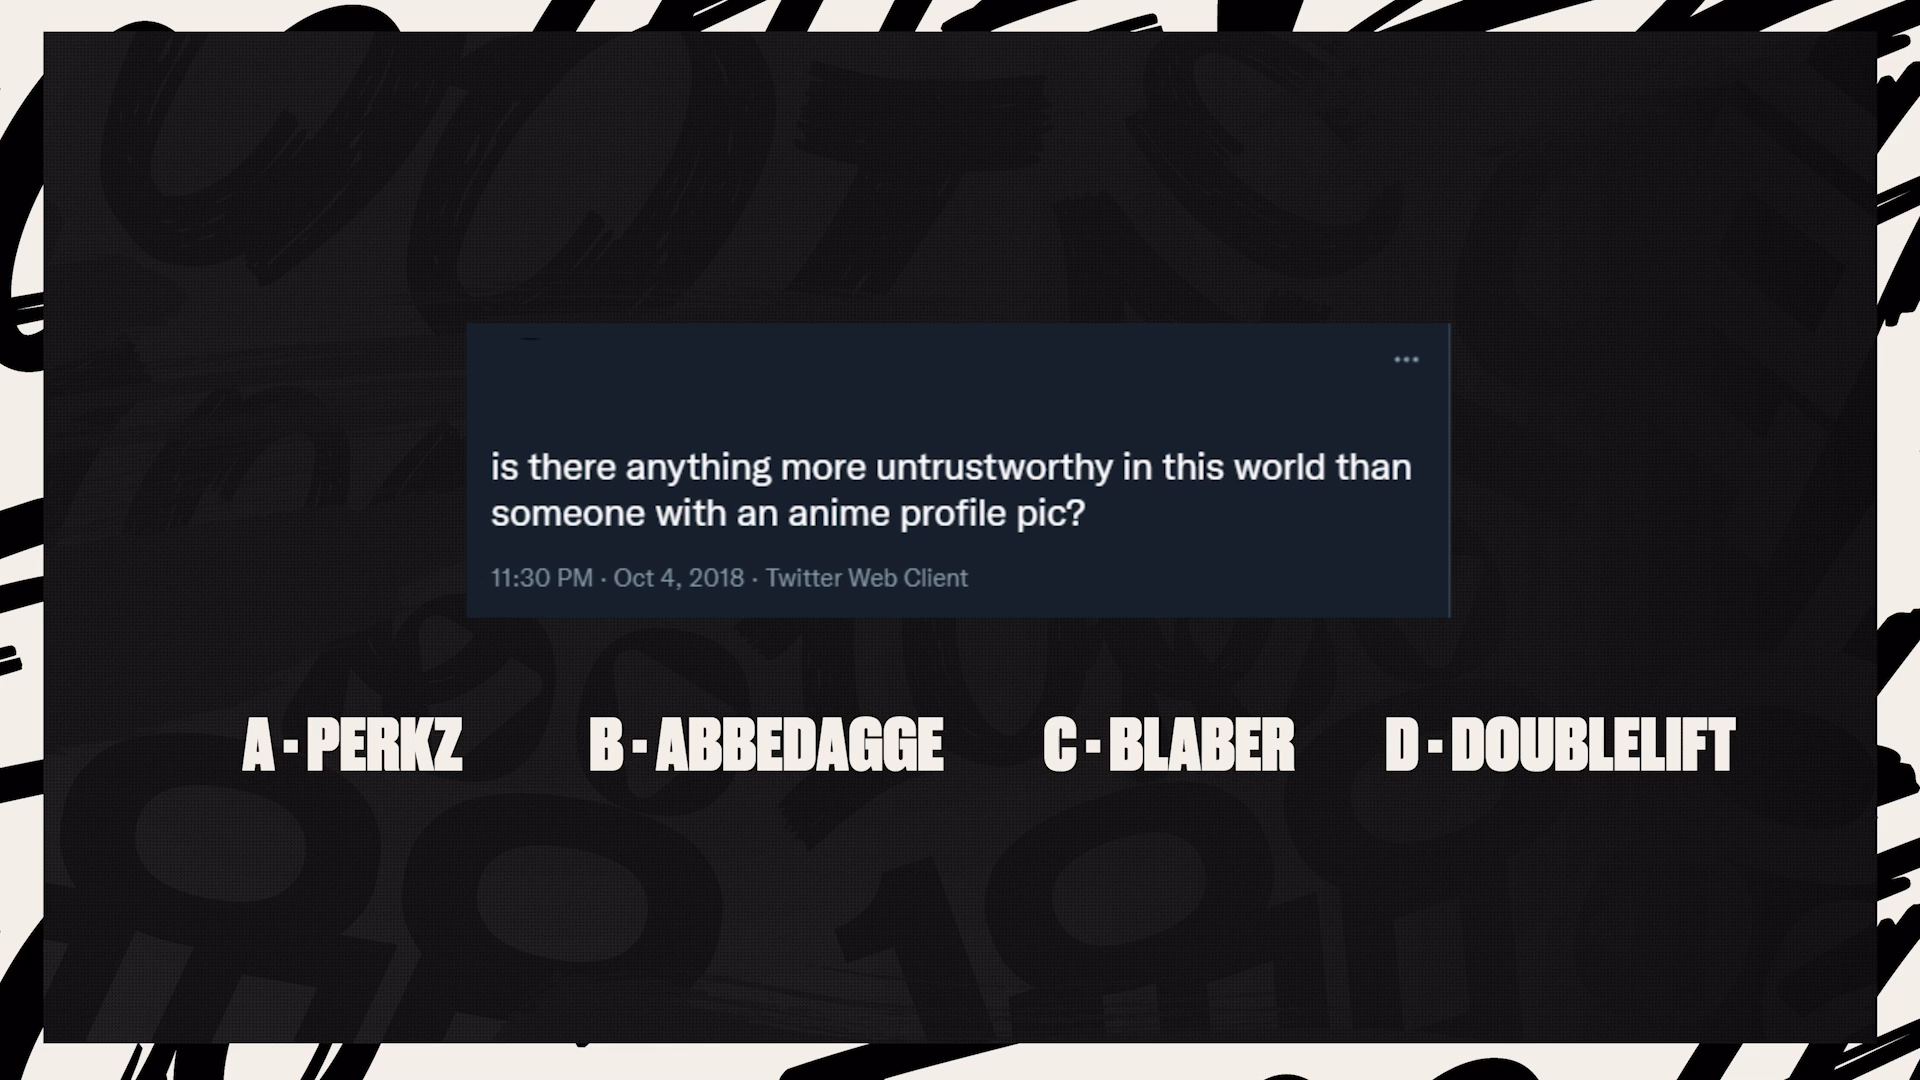 is there anything more untrustworthy in this world than
someone with an anime profile pic?
11:30 PM · Oct 4, 2018 · Twitter Web Client
A - PERKZ B - ABBEDAGGE C - BLABER D - DOUBLELIFT